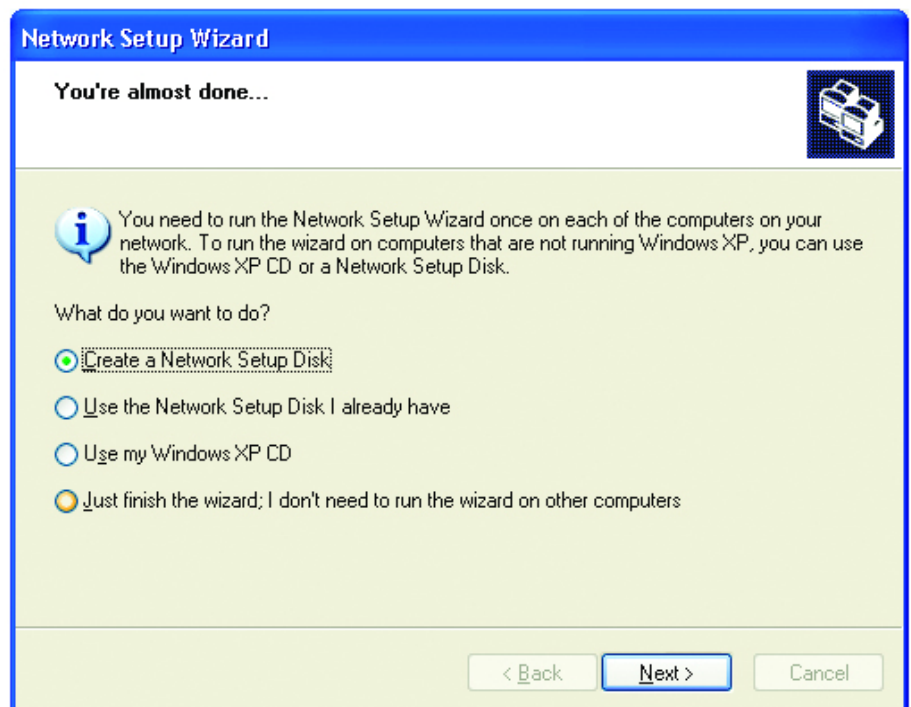 Network Setup Wizard
You're almost done...
You need to run the Network Setup Wizard once on each of the computers on your
network. To run the wizard on computers that are not running Windows XP, you can use
the Windows XP CD or a Network Setup Disk.
What do you want to do?
Create a Network Setup Disk
Use the Network Setup Disk I already have
Use my Windows XP CD
Just finish the wizard; I don't need to run the wizard on other computers
< Back
Next >
Cancel